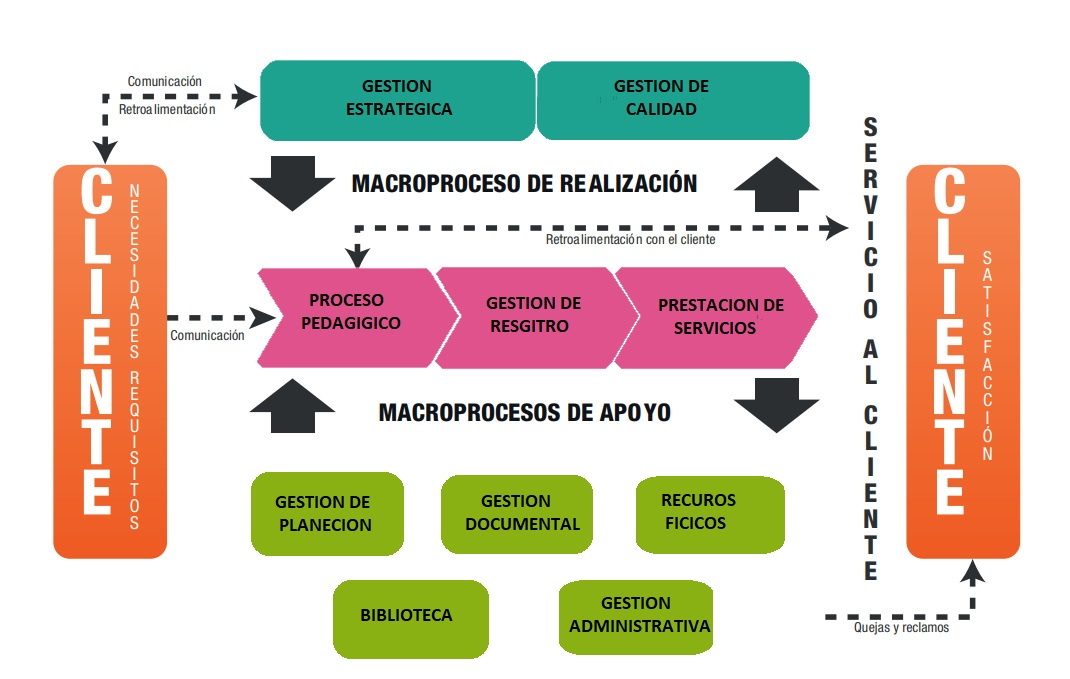 Comunicación
Retroalimentación
GESTION
ESTRATEGICA
GESTION DE
CALIDAD
MACROPROCESO DE REALIZACIÓN
Retroalimentación con el cliente
CLIENTE
NECESIDADES REQUISITOS
Comunicación
PROCESO
PEDAGIGICO
GESTION DE
RESGITRO
PRESTACION DE
SERVICIOS
MACROPROCESOS DE APOYO
GESTION DE
PLANECION
GESTION
DOCUMENTAL
RECUROS
FICICOS
BIBLIOTECA
GESTION
ADMINISTRATIVA
SERVICIO AL CLIENTE
CLIENTE
SATISFACCIÓN
Quejas y reclamos